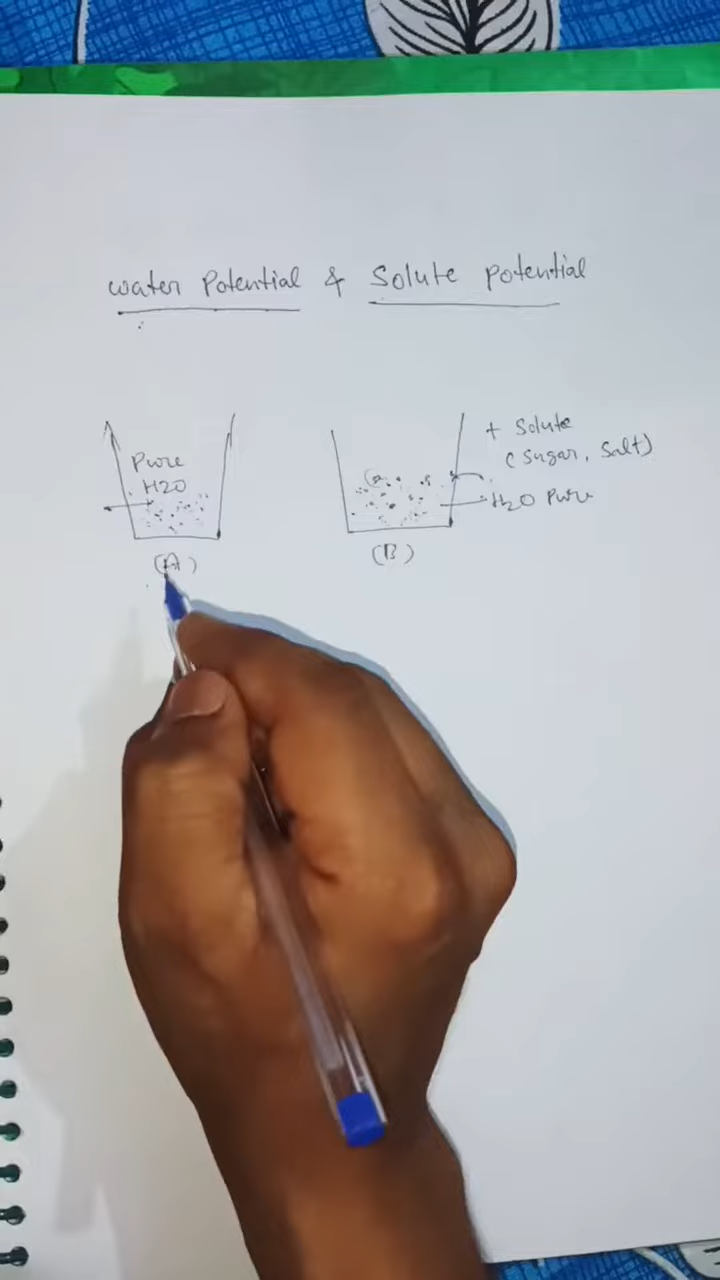 water Potential & Solute potential
Pure
H2O
(A)
+ Solute
(Sugar, Salt)
H2O Pure
(B)